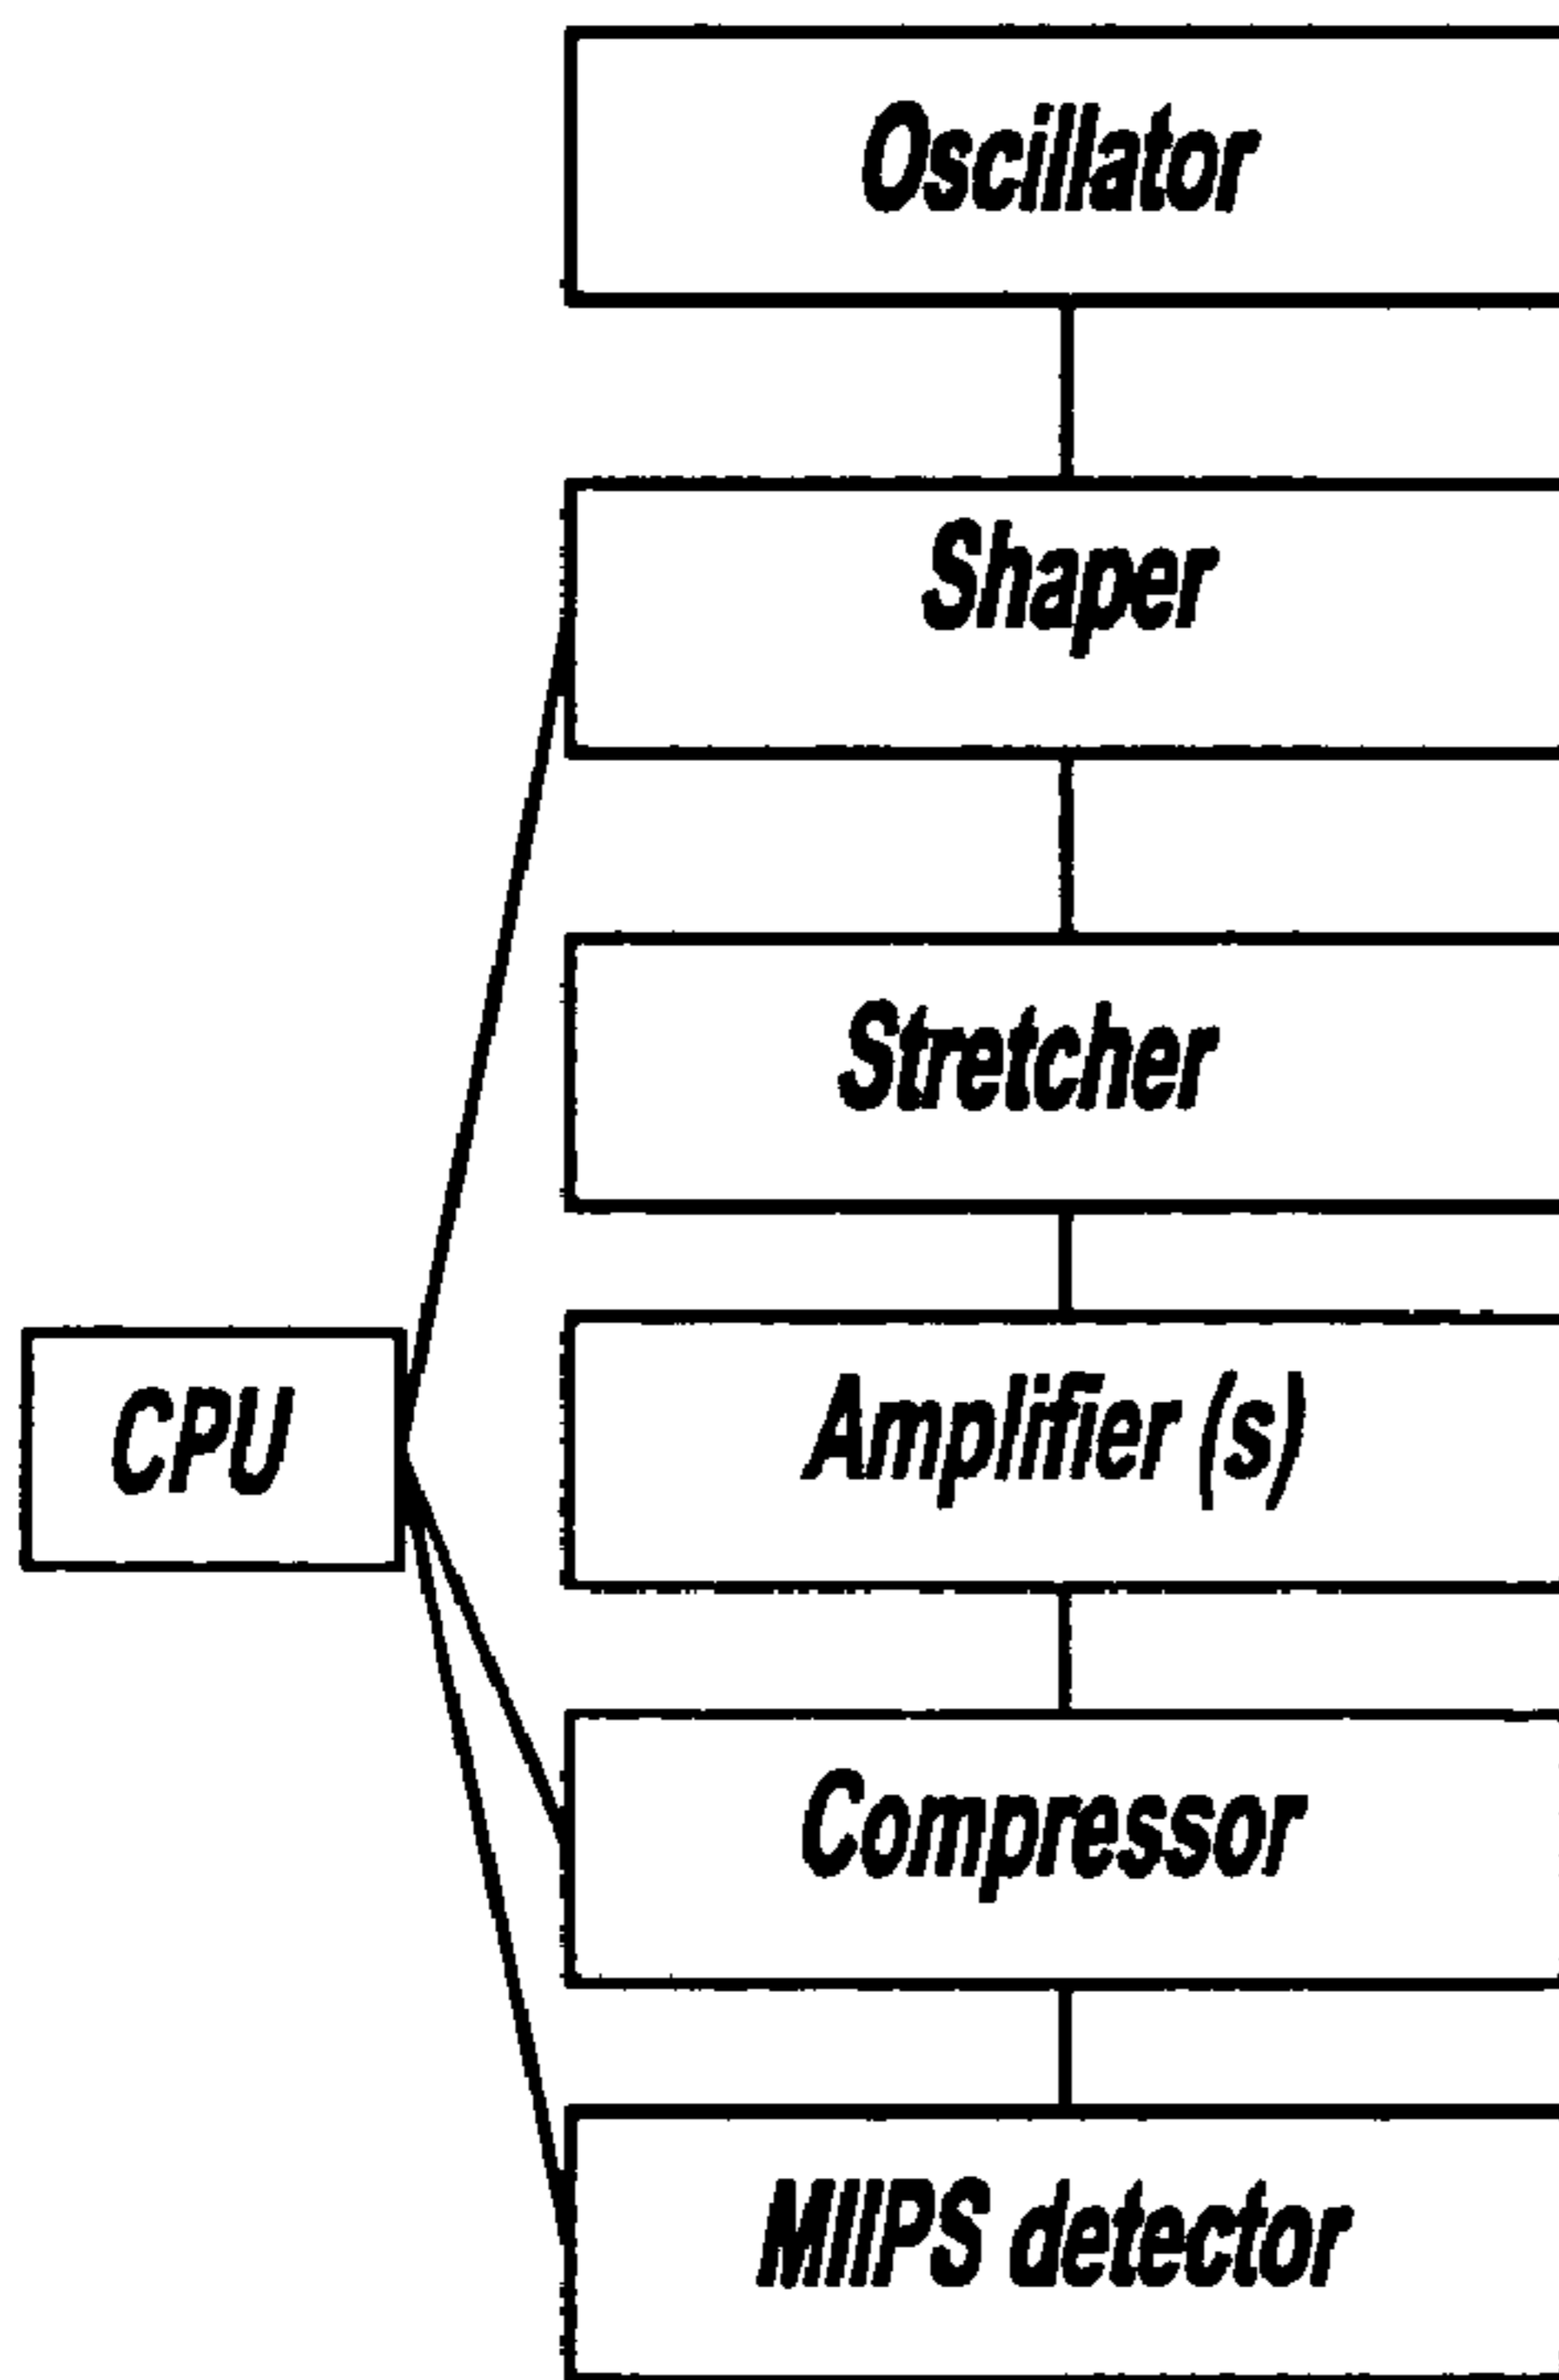 Oscillator
Shaper
Stretcher
CPU
Amplifier (s)
Compressor
MIIPS detector